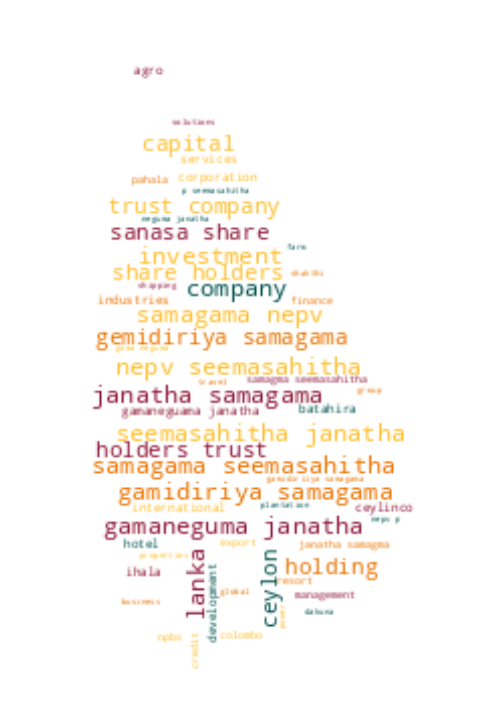 agro
solutions
capital
services
pahala corporation
p seemasahitha
trust company
neguma janatha
sanasa share
farm
investment
share holders shakthi
shipping company
industries finance
samagama nepv
gemidiriya samagama
gama neguma
nepv seemasahitha
travel samagma seemasahitha
janatha samagama group
gamaneguama janatha batahira
seemasahitha janatha
holders trust
samagama seemasahitha
gamidiriya samagama
gamidiriya samagama
international plantation ceylinco
gamaneguma janatha nepv p
hotel export janatha samagma
properties
lanka
development
ceylon
holding
ihala resort
business global management
power dakuna
npbs colombo
credit